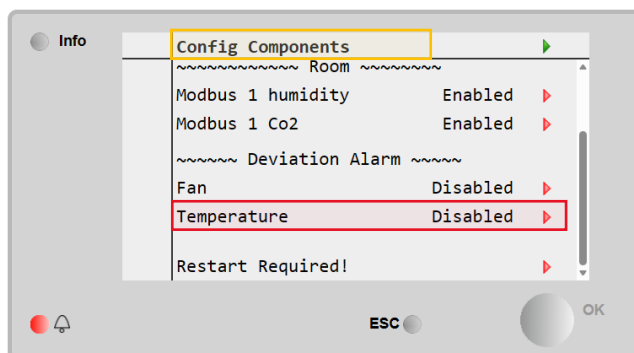 Info
Config Components
~~~~~~~~~~~~ Room ~~~~~~~~
Modbus 1 humidity Enabled
Modbus 1 Co2 Enabled
~~~~~~ Deviation Alarm ~~~~~
Fan Disabled
Temperature Disabled
Restart Required!
ESC
OK